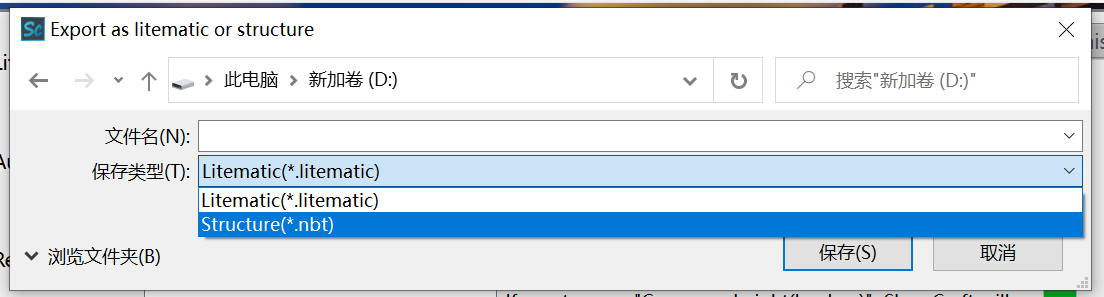 Sc Export as litematic or structure
此电脑 新加卷 (D:) 搜索"新加卷 (D:)"
文件名(N):
保存类型(T): Litematic(*.litematic)
Litematic(*.litematic)
Structure(*.nbt)
浏览文件夹(B) 保存(S) 取消